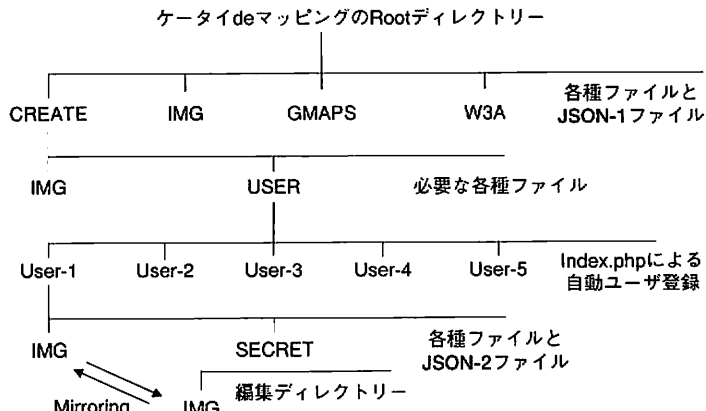 ケータイdeマッピングのRootディレクトリー
CREATE IMG GMAPS W3A 各種ファイルと
JSON-1ファイル
IMG USER 必要な各種ファイル
User-1 User-2 User-3 User-4 User-5 Index.phpによる
自動ユーザ登録
IMG SECRET 各種ファイルと
JSON-2ファイル
編集ディレクトリー
Mirroring IMG